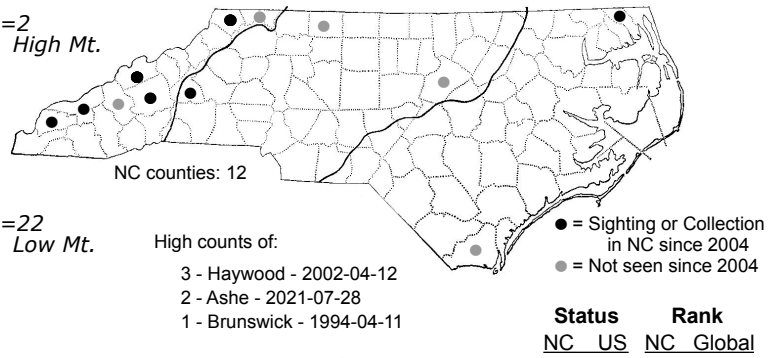 =2
High Mt.
NC counties: 12
=22
Low Mt.
High counts of:
3 - Haywood - 2002-04-12
2 - Ashe - 2021-07-28
1 - Brunswick - 1994-04-11
● = Sighting or Collection
in NC since 2004
● = Not seen since 2004
Status Rank
NC US NC Global